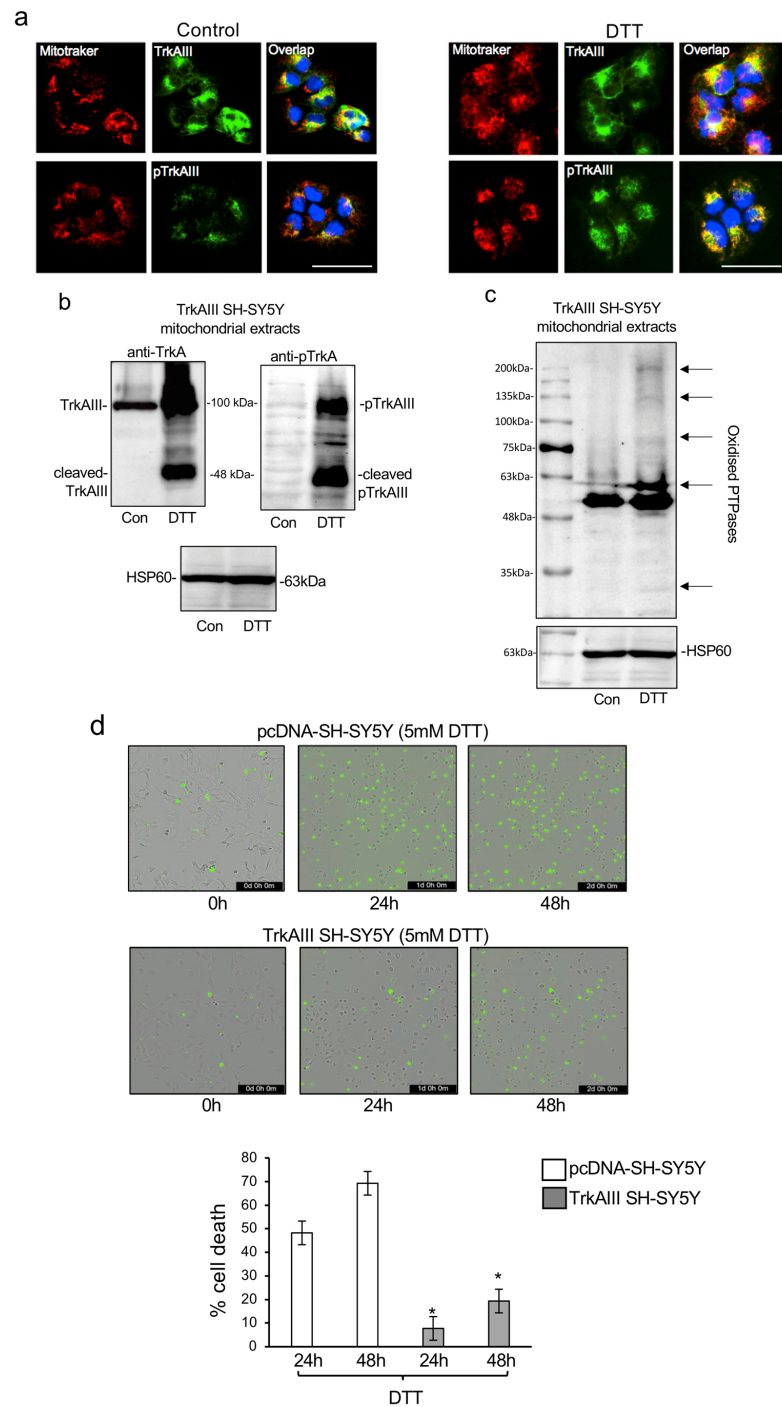 a
Control
DTT
Mitotraker TrkAIII Overlap
Mitotraker TrkAIII Overlap
pTrkAIII
pTrkAIII
b
TrkAIII SH-SY5Y
mitochondrial extracts
anti-TrkA
anti-pTrkA
TrkAIII-
-100 kDa-
-pTrkAIII
cleaved-
TrkAIII
-48 kDa-
-cleaved
pTrkAIII
Con DTT
Con DTT
HSP60-
-63kDa
Con DTT
c
TrkAIII SH-SY5Y
mitochondrial extracts
200kDa-
135kDa-
100kDa-
75kDa-
63kDa-
48kDa-
35kDa-
Oxidised PTPases
63kDa-
-HSP60
Con DTT
d
pcDNA-SH-SY5Y (5mM DTT)
0d 0h 0m
1d 0h 0m
2d 0h 0m
0h 24h 48h
TrkAIII SH-SY5Y (5mM DTT)
0d 0h 0m
1d 0h 0m
2d 0h 0m
0h 24h 48h
% cell death
80
70
60
50
40
30
20
10
0
* *
24h 48h 24h 48h
DTT
pcDNA-SH-SY5Y
TrkAIII SH-SY5Y